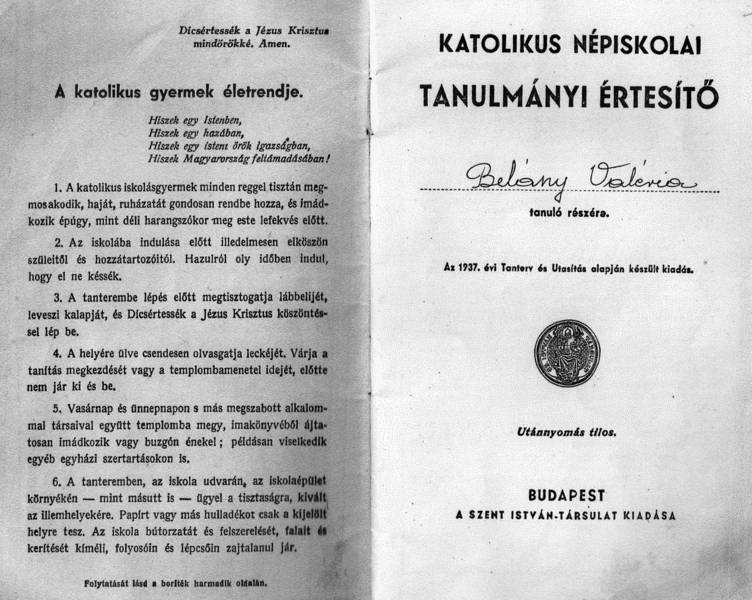 Dicsértessék a Jézus Krisztus
mindörökké. Amen.
A katolikus gyermek életrendje.
Hiszek egy Istenben,
Hiszek egy hazában,
Hiszek egy isteni örök Igazságban,
Hiszek Magyarország feltámadásában!
1. A katolikus iskolásgyermek minden reggel tisztán meg-
mosakodik, haját, ruházatát gondosan rendbe hozza, és imád-
kozik épúgy, mint déli harangszókor meg este lefekvés előtt.
2. Az iskolába indulása előtt illedelmesen elköszön
szüleitől és hozzátartozóitól. Hazulról oly időben indul,
hogy el ne késsék.
3. A tanterembe lépés előtt megtisztogatja lábbelijét,
leveszi kalapját, és Dícsértessék a Jézus Krisztus köszöntés-
sel lép be.
4. A helyére ülve csendesen olvasgatja leckéjét. Várja a
tanítás megkezdését vagy a templombamenetel idejét, előtte
nem jár ki és be.
5. Vasárnap és ünnepnapon s más megszabott alkalom-
mal társaival együtt templomba megy, imakönyvéből ájta-
tosan imádkozik vagy buzgón énekel; példásan viselkedik
egyéb egyházi szertartásokon is.
6. A tanteremben, az iskola udvarán, az iskolaépület
környékén — mint másutt is — ügyel a tisztaságra, kivált
az illemhelyekére. Papírt vagy más hulladékot csak a kijelölt
helyre tesz. Az iskola bútorzatát és felszerelését, falait és
kerítését kíméli, folyosóin és lépcsőin zajtalanul jár.
Folytatását lásd a boríték harmadik oldalán.
KATOLIKUS NÉPISKOLAI
TANULMÁNYI ÉRTESÍTŐ
Belány Valéria
tanuló részére.
Az 1937. évi Tanterv és Utasítás alapján készült kiadás.
Utánnyomás tilos.
BUDAPEST
A SZENT ISTVÁN-TÁRSULAT KIADÁSA